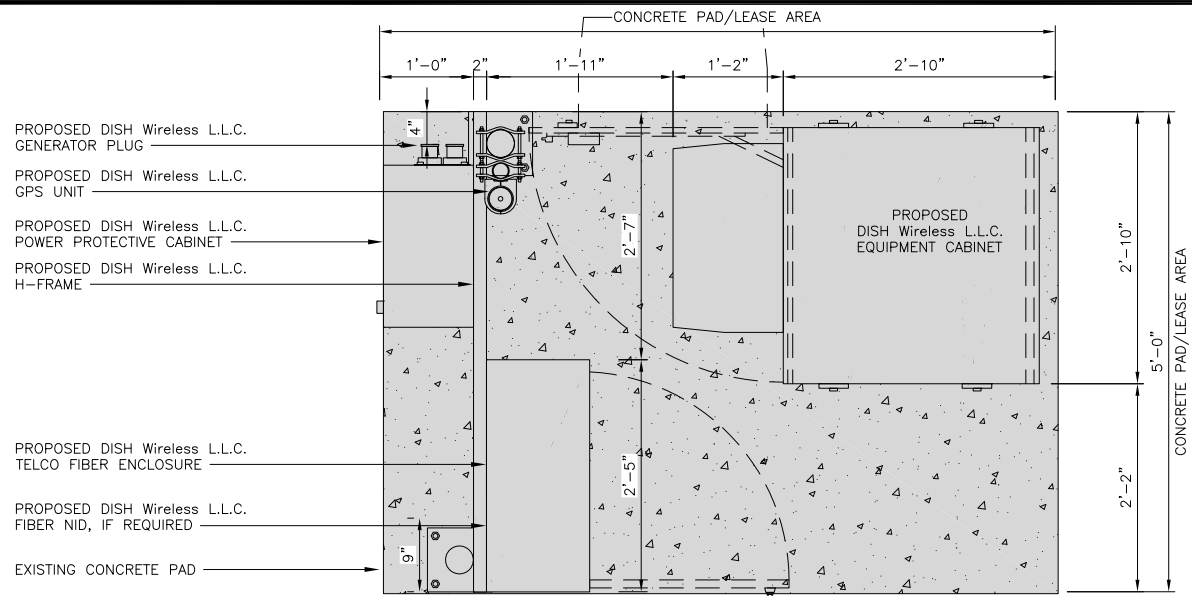 CONCRETE PAD/LEASE AREA
1'-0"
2"
1'-11"
1'-2"
2'-10"
4"
PROPOSED DISH Wireless L.L.C.
GENERATOR PLUG
PROPOSED DISH Wireless L.L.C.
GPS UNIT
PROPOSED DISH Wireless L.L.C.
POWER PROTECTIVE CABINET
PROPOSED DISH Wireless L.L.C.
H-FRAME
PROPOSED DISH Wireless L.L.C.
TELCO FIBER ENCLOSURE
PROPOSED DISH Wireless L.L.C.
FIBER NID, IF REQUIRED
EXISTING CONCRETE PAD
9"
2'-7"
2'-5"
PROPOSED
DISH Wireless L.L.C.
EQUIPMENT CABINET
2'-10"
2'-2"
5'-0"
CONCRETE PAD/LEASE AREA